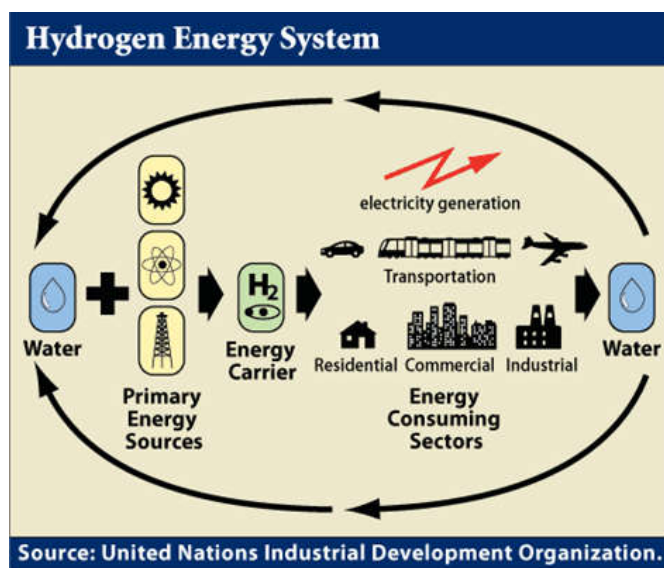 Hydrogen Energy System
electricity generation
Transportation
H2
Water
Energy
Carrier
Residential
Commercial
Industrial
Water
Primary
Energy
Sources
Energy
Consuming
Sectors
Source: United Nations Industrial Development Organization.